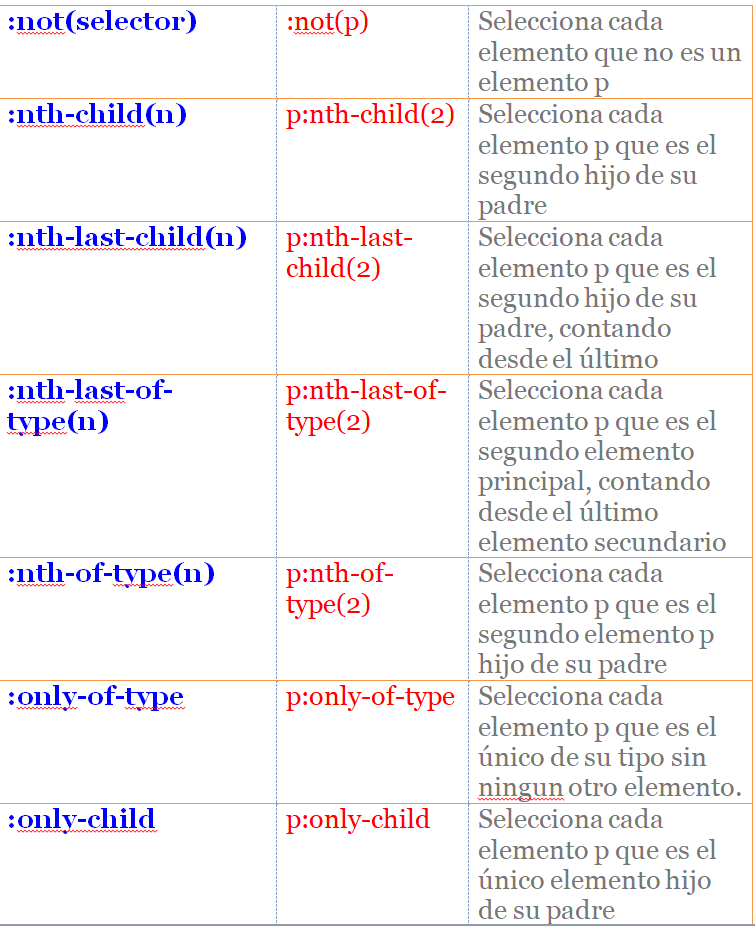 :not(selector)
:not(p)
Selecciona cada
elemento que no es un
elemento p
:nth-child(n)
p:nth-child(2)
Selecciona cada
elemento p que es el
segundo hijo de su
padre
:nth-last-child(n)
p:nth-last-
child(2)
Selecciona cada
elemento p que es el
segundo hijo de su
padre, contando
desde el último
:nth-last-of-
type(n)
p:nth-last-of-
type(2)
Selecciona cada
elemento p que es el
segundo elemento
principal, contando
desde el último
elemento secundario
:nth-of-type(n)
p:nth-of-
type(2)
Selecciona cada
elemento p que es el
segundo elemento p
hijo de su padre
:only-of-type
p:only-of-type
Selecciona cada
elemento p que es el
único de su tipo sin
ningun otro elemento.
:only-child
p:only-child
Selecciona cada
elemento p que es el
único elemento hijo
de su padre